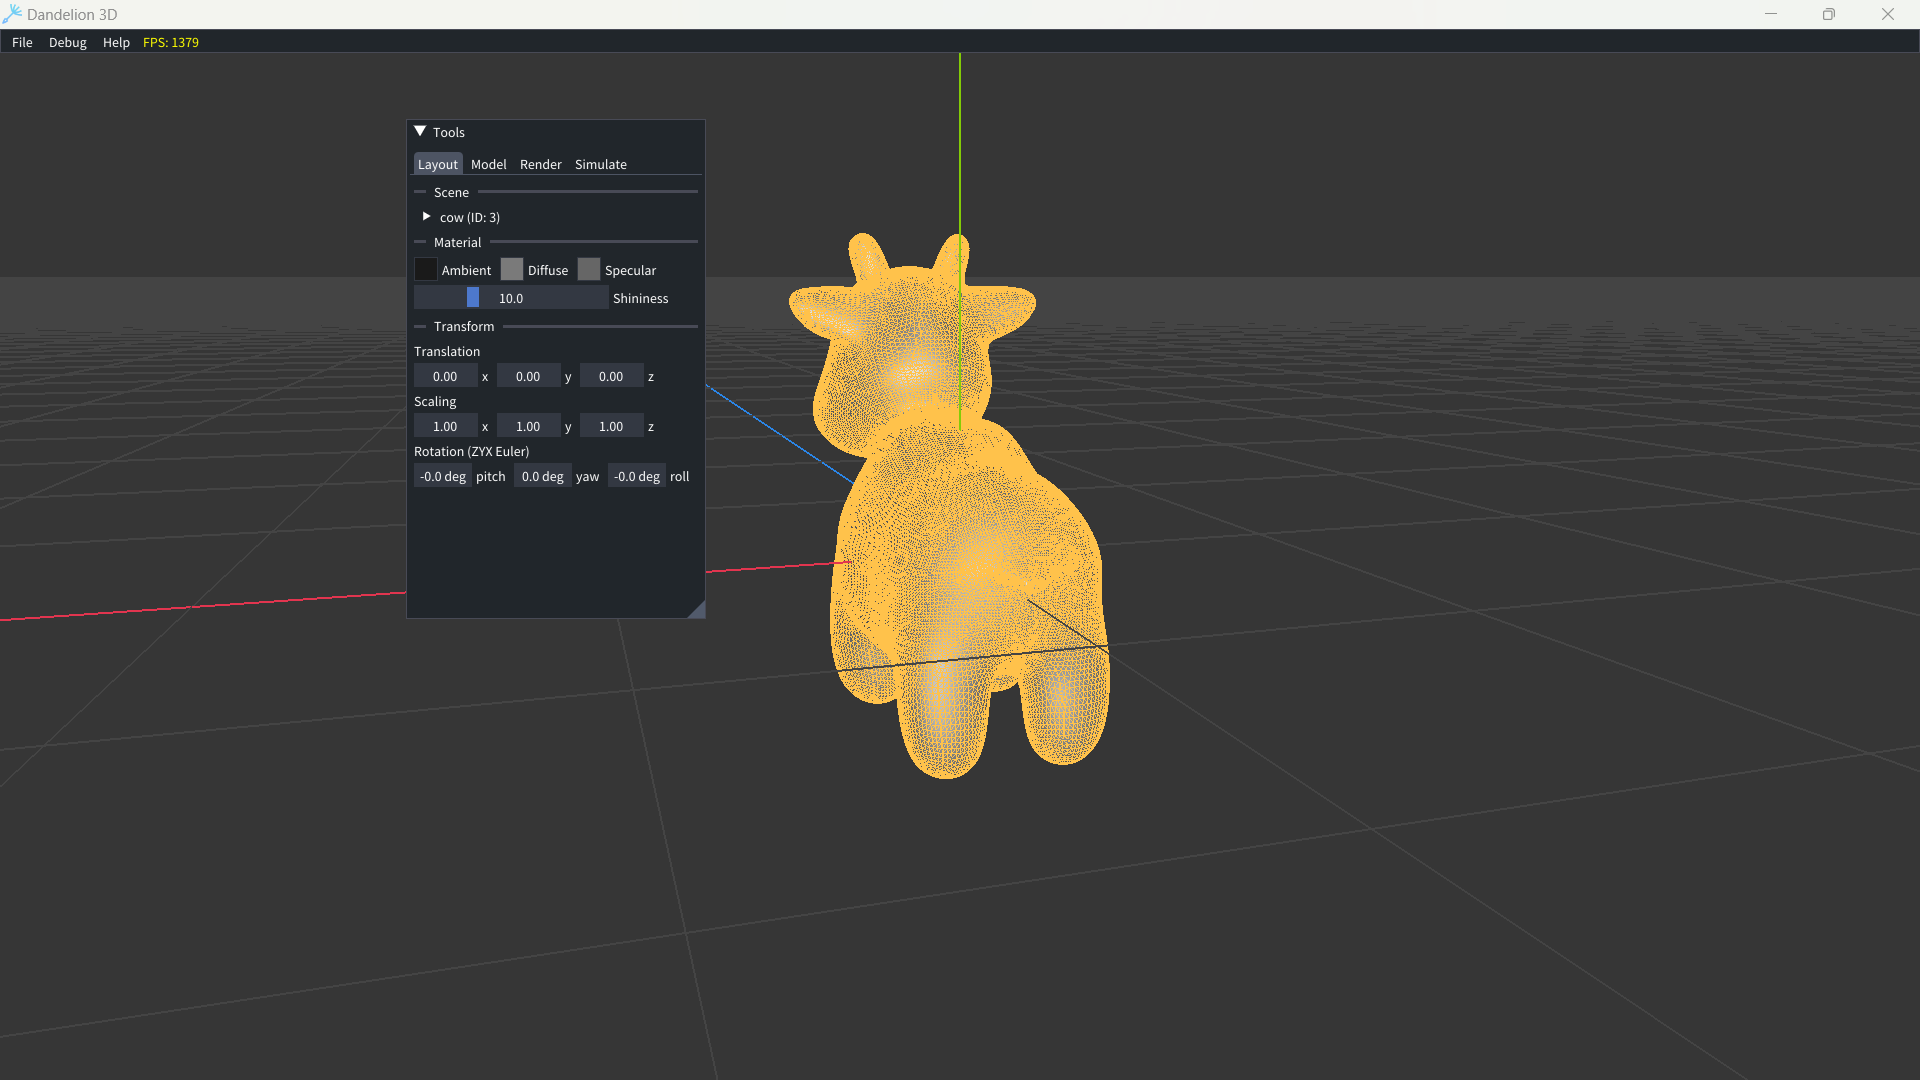 Dandelion 3D
File Debug Help FPS: 1379
Tools
Layout Model Render Simulate
Scene
cow (ID: 3)
Material
Ambient Diffuse Specular
10.0 Shininess
Transform
Translation
0.00 x 0.00 y 0.00 z
Scaling
1.00 x 1.00 y 1.00 z
Rotation (ZYX Euler)
-0.0 deg pitch 0.0 deg yaw -0.0 deg roll